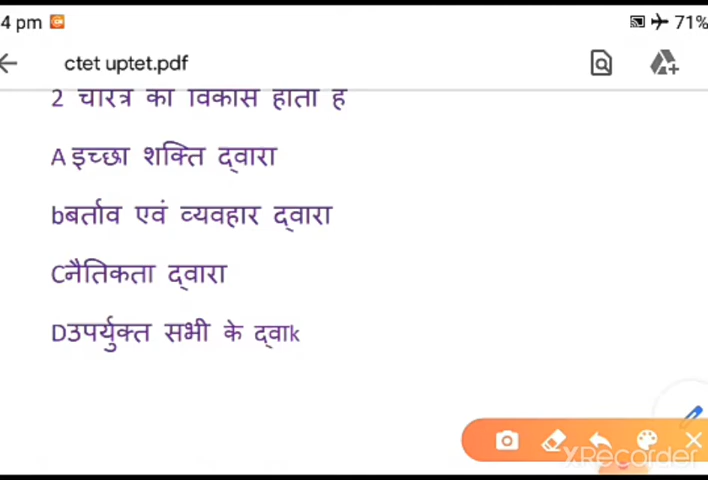 4 pm 71%
ctet uptet.pdf
2 चरित्र का विकास होता है
A इच्छा शक्ति द्वारा
bबर्ताव एवं व्यवहार द्वारा
Cनैतिकता द्वारा
Dउपर्युक्त सभी के द्वाk
XRecorder